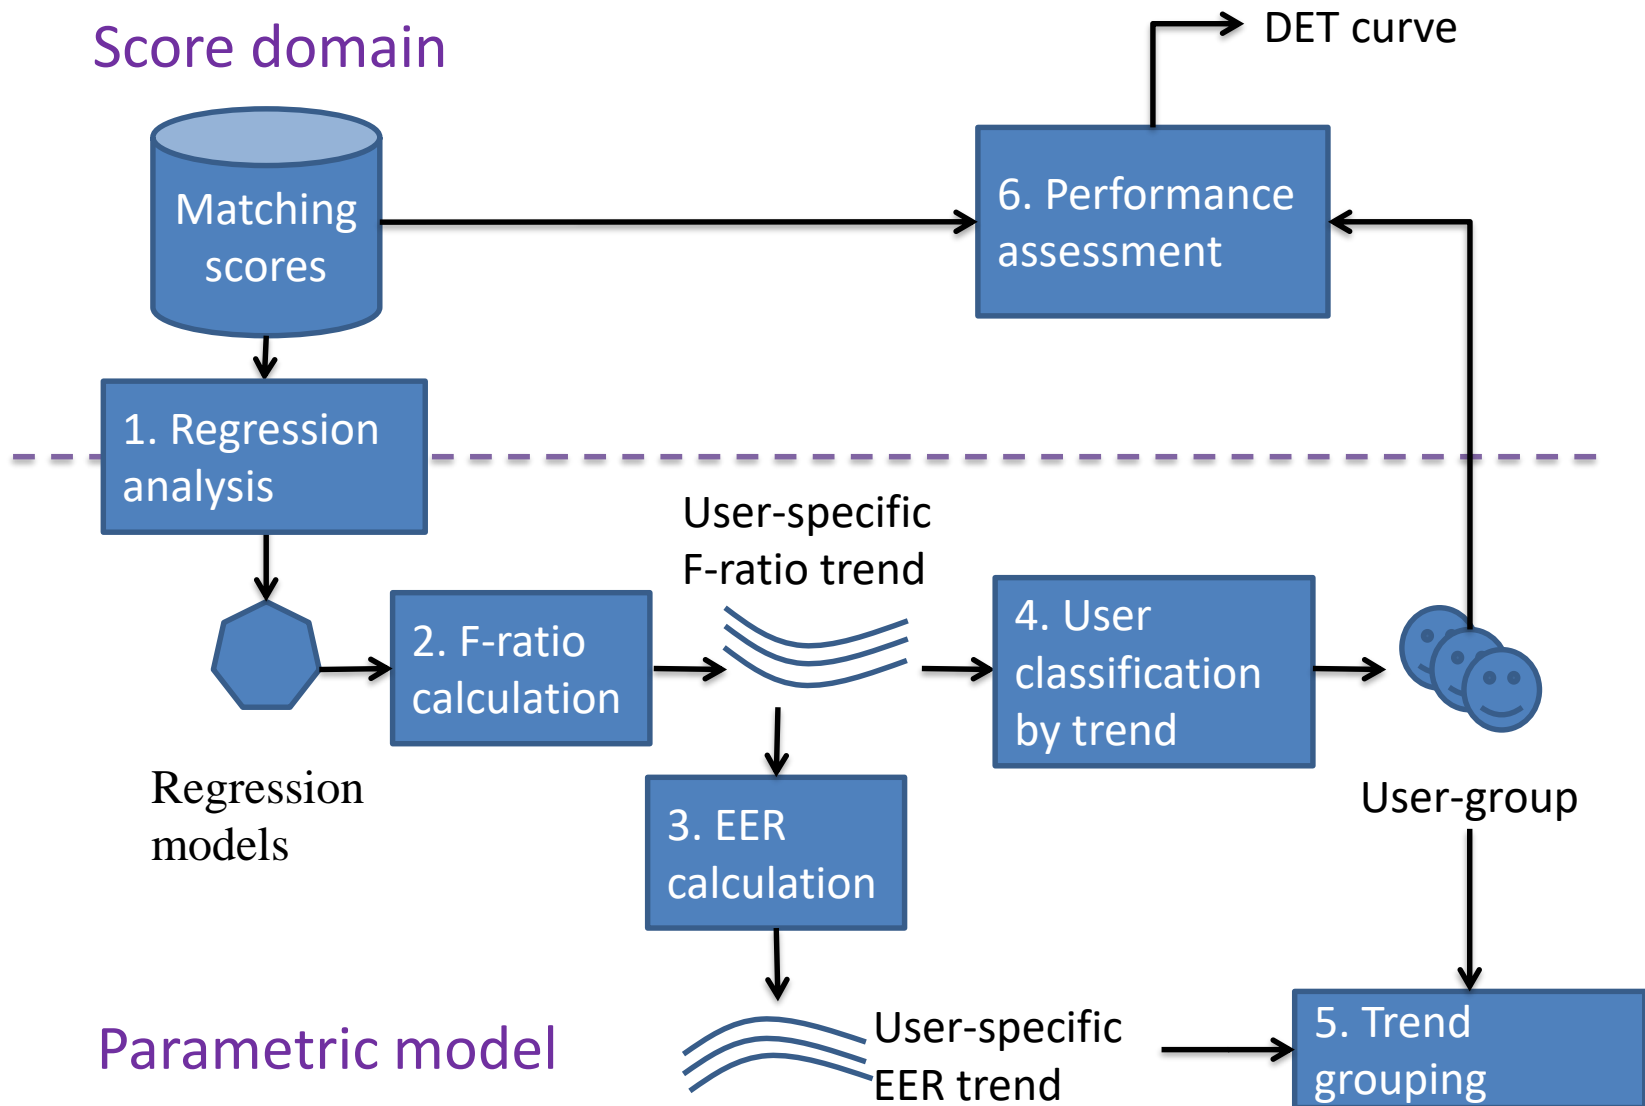 Score domain
DET curve
Matching
scores
6. Performance
assessment
1. Regression
analysis
User-specific
F-ratio trend
2. F-ratio
calculation
4. User
classification
by trend
Regression
models
User-group
3. EER
calculation
Parametric model
User-specific
EER trend
5. Trend
grouping